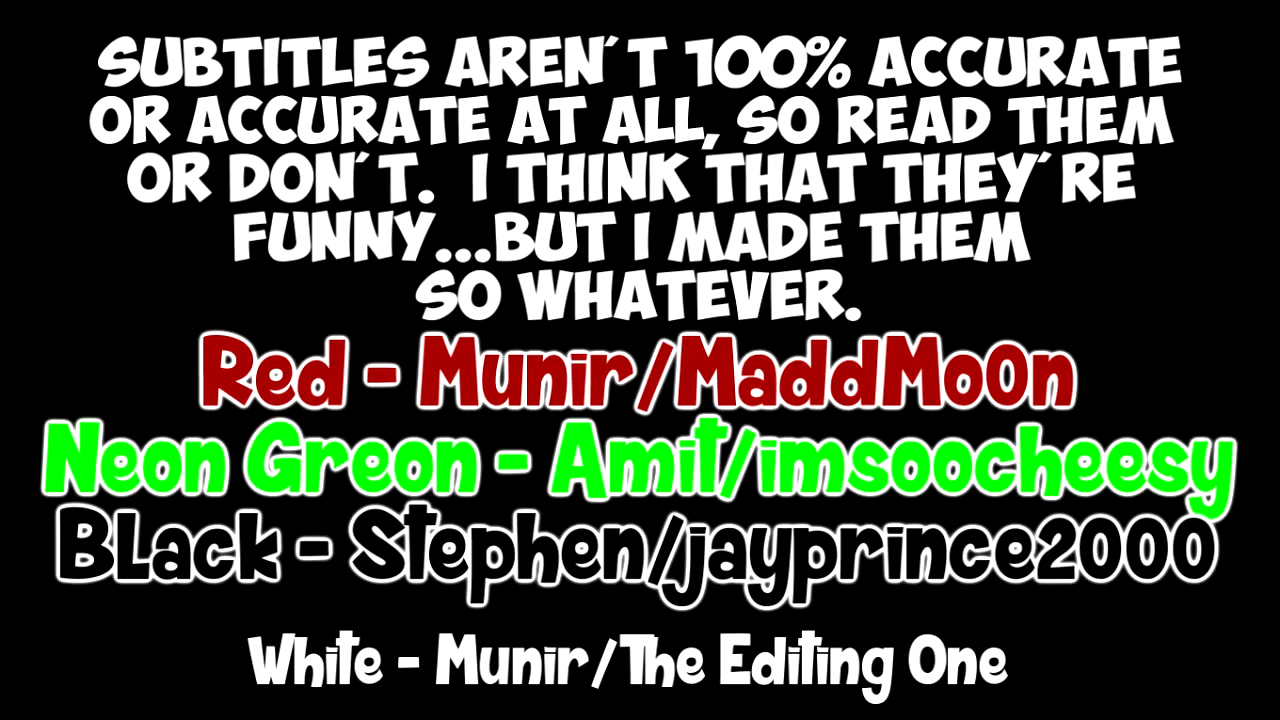 SUBTITLES AREN'T 100% ACCURATE
OR ACCURATE AT ALL, SO READ THEM
OR DON'T. I THINK THAT THEY'RE
FUNNY...BUT I MADE THEM
SO WHATEVER.
Red - Munir/MaddMo0n
Neon Greon - Amit/imsoocheesy
BLack - Stephen/jayprince2000
White - Munir/The Editing One